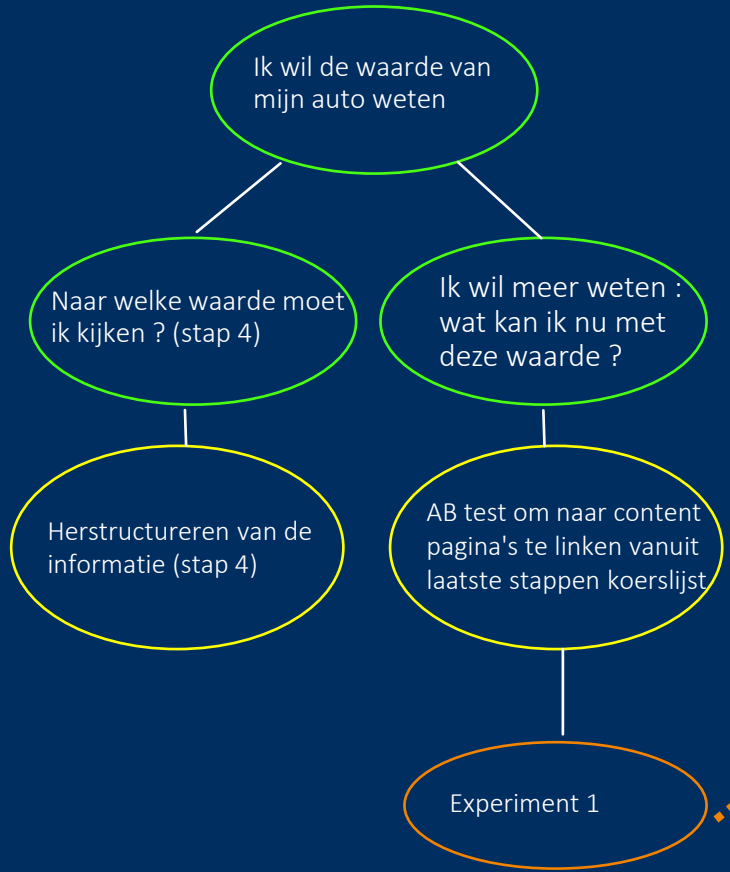 Ik wil de waarde van
mijn auto weten
Naar welke waarde moet
ik kijken ? (stap 4)
Ik wil meer weten :
wat kan ik nu met
deze waarde ?
Herstructureren van de
informatie (stap 4)
AB test om naar content
pagina's te linken vanuit
laatste stappen koerslijst
Experiment 1